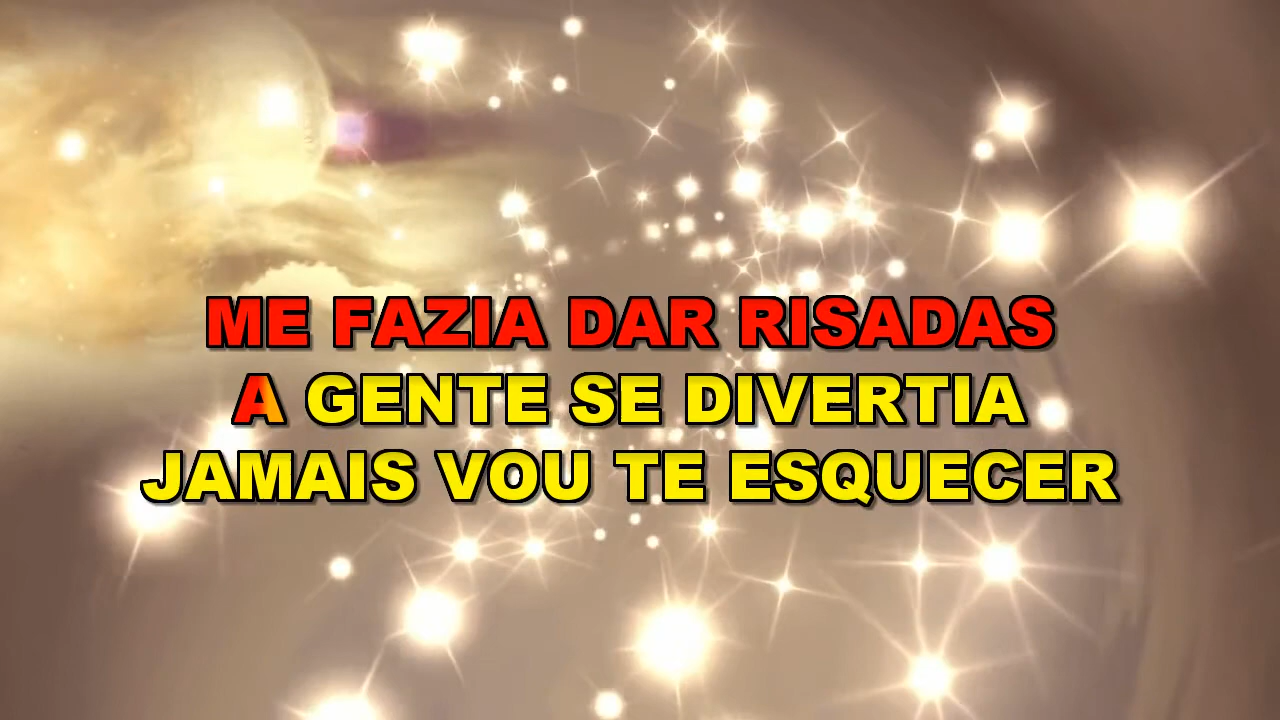 ME FAZIA DAR RISADAS
A GENTE SE DIVERTIA
JAMAIS VOU TE ESQUECER